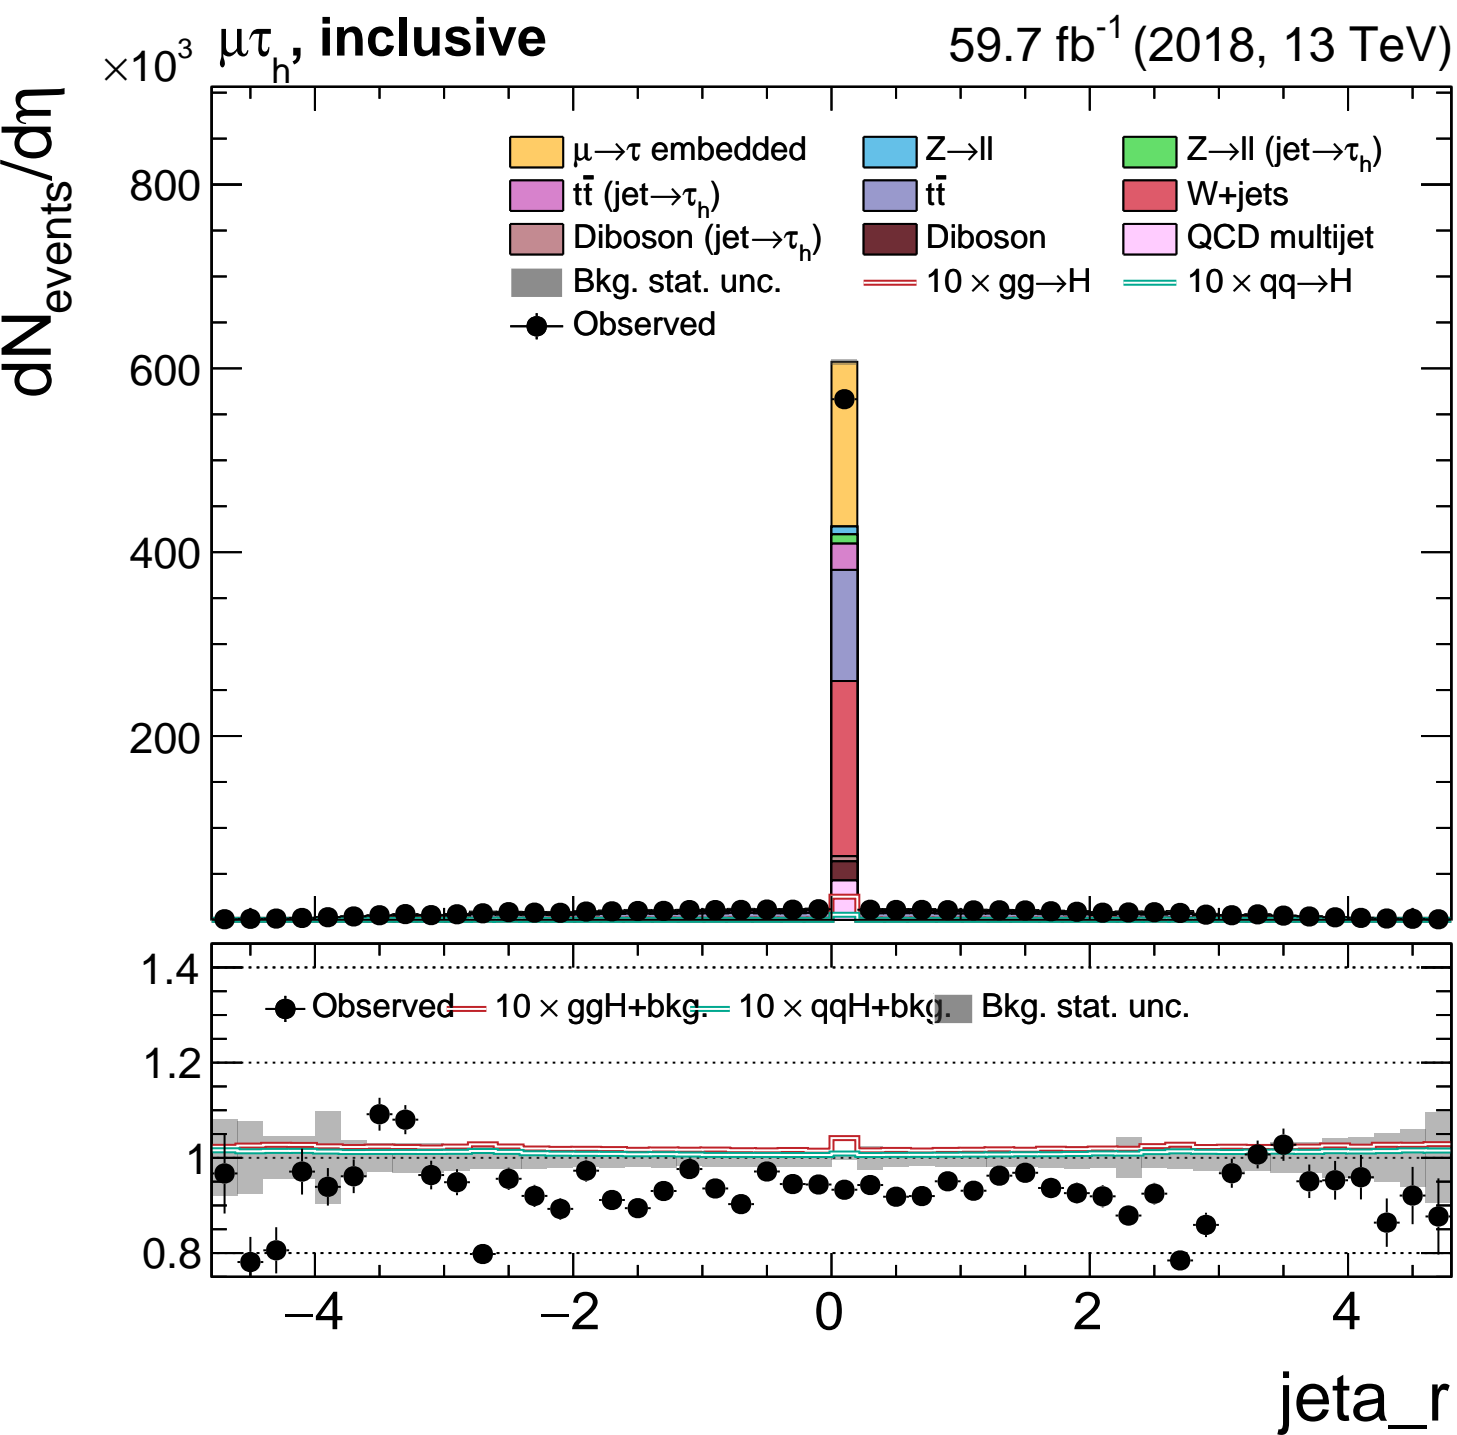 ×10³ μτh, inclusive 59.7 fb⁻¹ (2018, 13 TeV)
dNevents/dη
μ→τ embedded Z→ll Z→ll (jet→τh)
tt̄ (jet→τh) tt̄ W+jets
Diboson (jet→τh) Diboson QCD multijet
Bkg. stat. unc. 10 × gg→H 10 × qq→H
Observed
800
600
400
200
1.4
Observed 10 × ggH+bkg. 10 × qqH+bkg. Bkg. stat. unc.
1.2
1
0.8
−4 −2 0 2 4
jeta_r